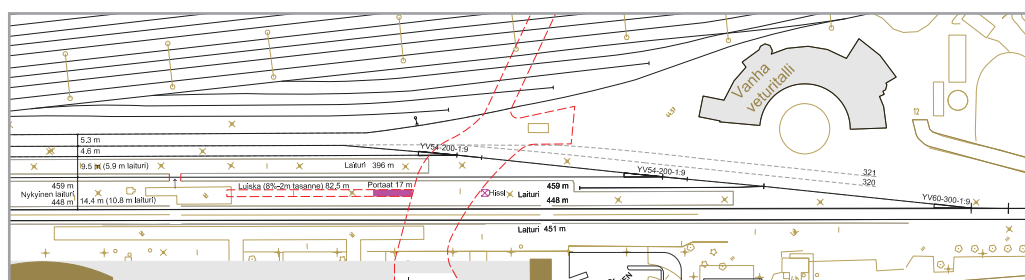 Vanha
veturitalli
12
5,3 m
4,6 m
YV54-200-1:9
9.5 m (5.9 m laituri)
Laituri 396 m
YV54-200-1:9
321
320
459 m
Nykyinen laituri
448 m
Luiska (8%-2m tasanne) 82,5 m
Portaat 17 m
Hissi
Laituri
459 m
448 m
14.4 m (10.8 m laituri)
YV60-300-1:9
Laituri 451 m